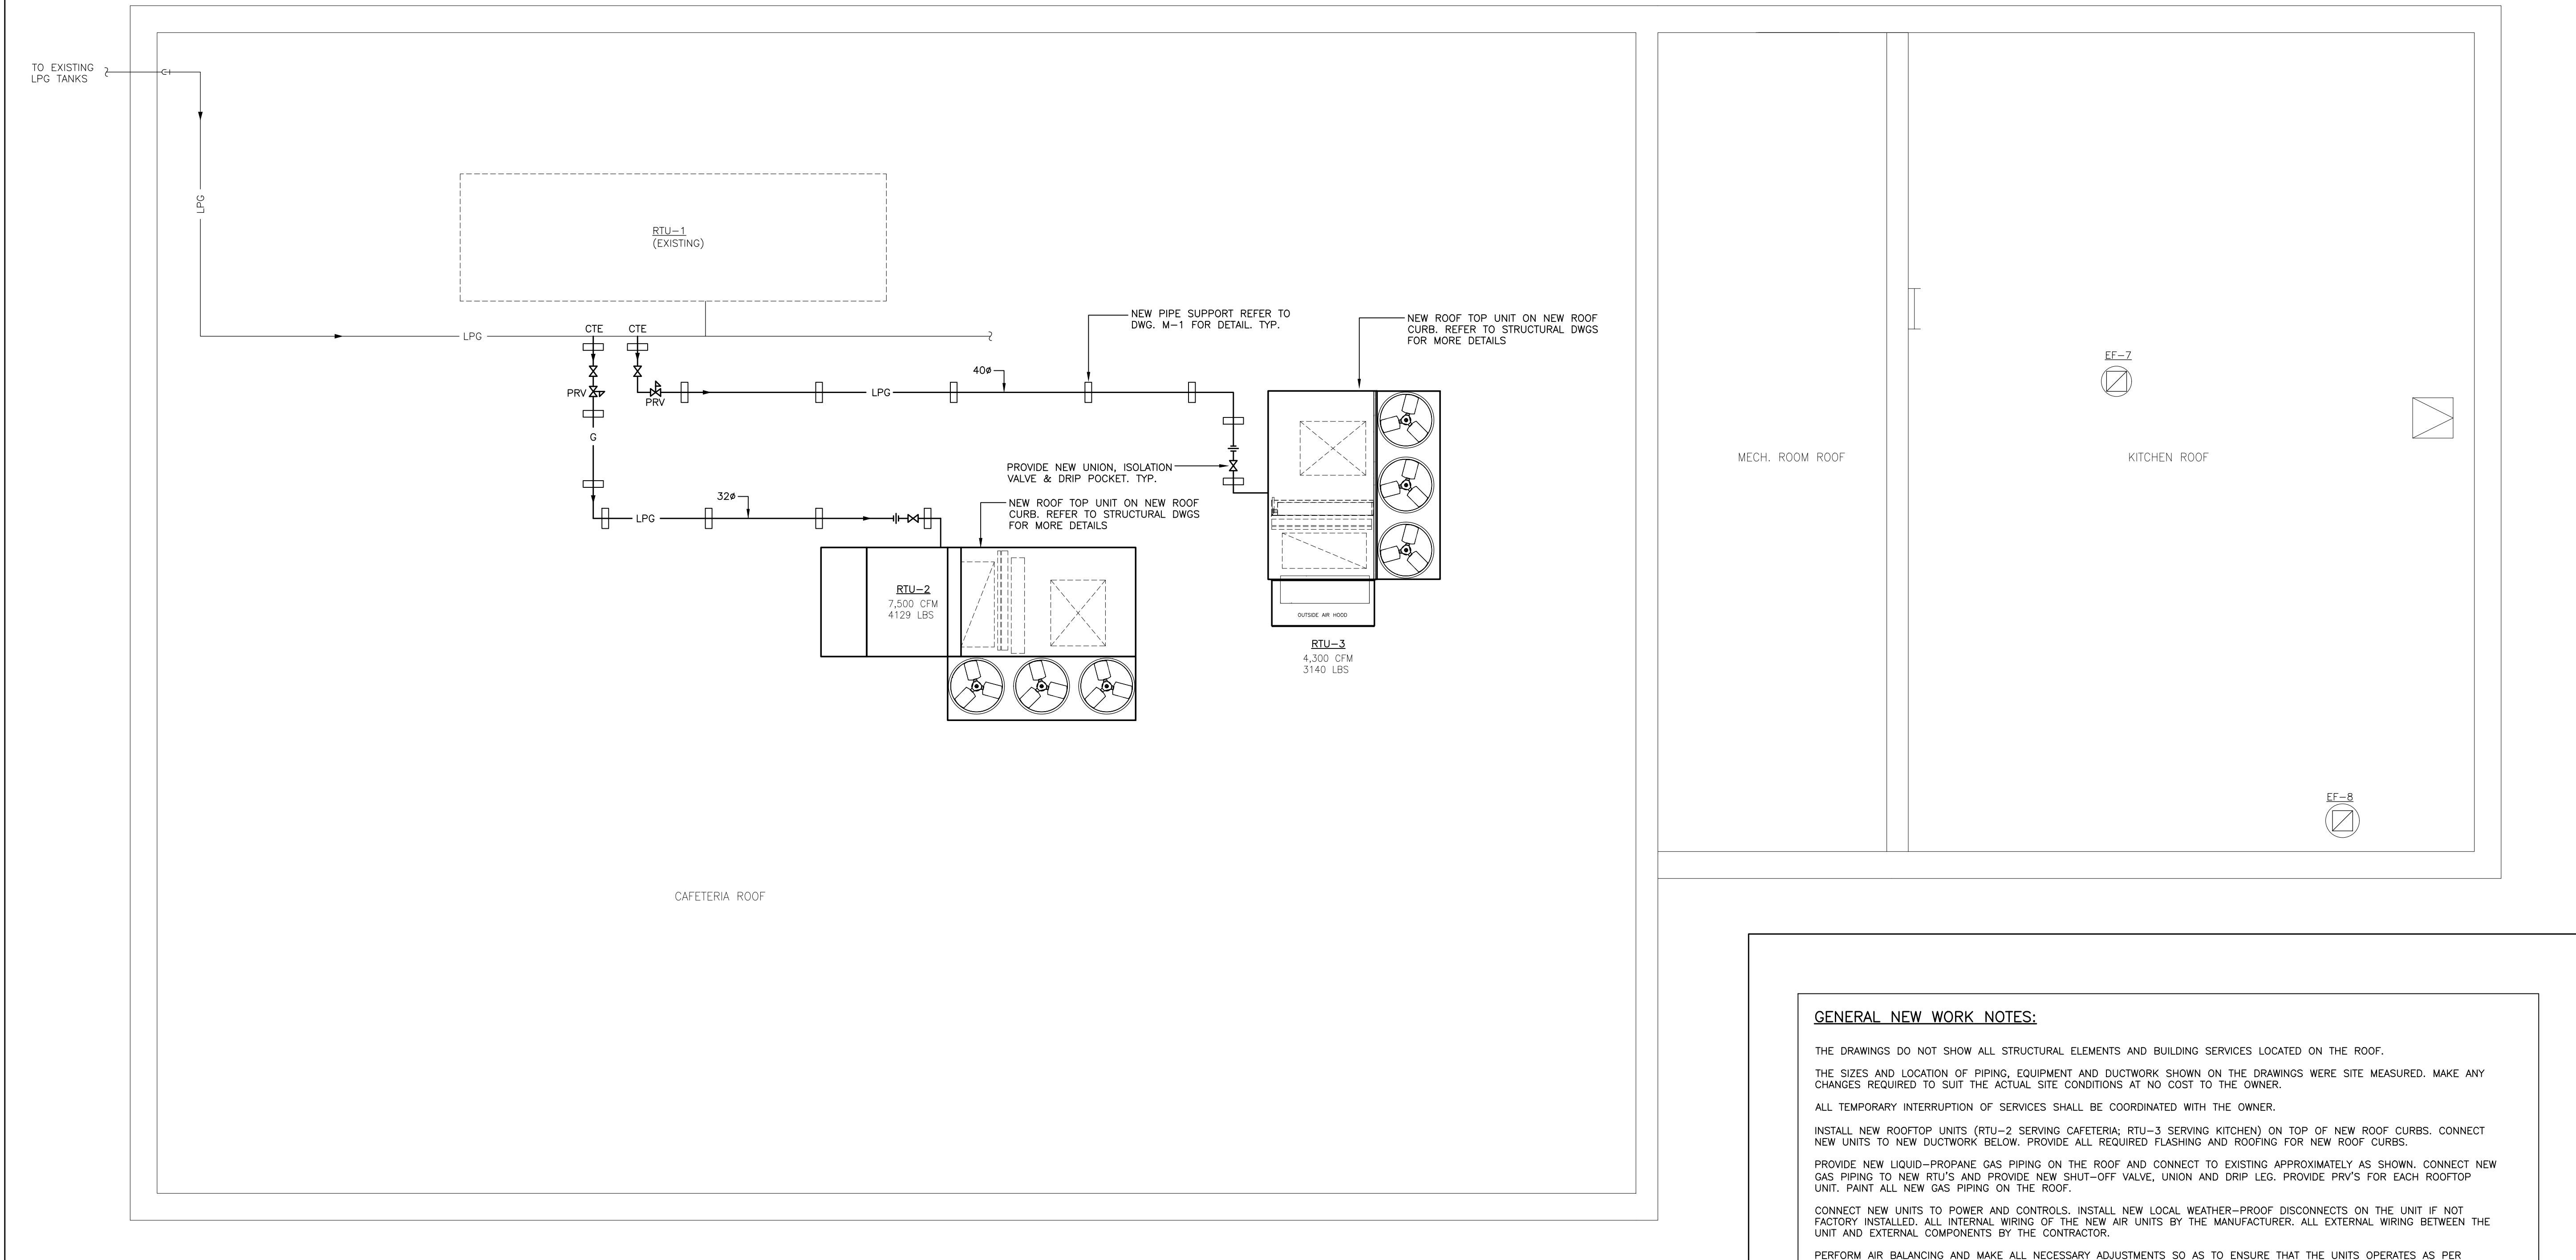 TO EXISTING
LPG TANKS
LPG
RTU-1
(EXISTING)
LPG
CTE
CTE
PRV
PRV
G
40ø
LPG
NEW PIPE SUPPORT REFER TO
DWG. M-1 FOR DETAIL. TYP.
NEW ROOF TOP UNIT ON NEW ROOF
CURB. REFER TO STRUCTURAL DWGS
FOR MORE DETAILS
PROVIDE NEW UNION, ISOLATION
VALVE & DRIP POCKET. TYP.
32ø
LPG
NEW ROOF TOP UNIT ON NEW ROOF
CURB. REFER TO STRUCTURAL DWGS
FOR MORE DETAILS
RTU-2
7,500 CFM
4129 LBS
OUTSIDE AIR HOOD
RTU-3
4,300 CFM
3140 LBS
CAFETERIA ROOF
MECH. ROOM ROOF
EF-7
KITCHEN ROOF
EF-8
GENERAL NEW WORK NOTES:
THE DRAWINGS DO NOT SHOW ALL STRUCTURAL ELEMENTS AND BUILDING SERVICES LOCATED ON THE ROOF.
THE SIZES AND LOCATION OF PIPING, EQUIPMENT AND DUCTWORK SHOWN ON THE DRAWINGS WERE SITE MEASURED. MAKE ANY
CHANGES REQUIRED TO SUIT THE ACTUAL SITE CONDITIONS AT NO COST TO THE OWNER.
ALL TEMPORARY INTERRUPTION OF SERVICES SHALL BE COORDINATED WITH THE OWNER.
INSTALL NEW ROOFTOP UNITS (RTU-2 SERVING CAFETERIA; RTU-3 SERVING KITCHEN) ON TOP OF NEW ROOF CURBS. CONNECT
NEW UNITS TO NEW DUCTWORK BELOW. PROVIDE ALL REQUIRED FLASHING AND ROOFING FOR NEW ROOF CURBS.
PROVIDE NEW LIQUID-PROPANE GAS PIPING ON THE ROOF AND CONNECT TO EXISTING APPROXIMATELY AS SHOWN. CONNECT NEW
GAS PIPING TO NEW RTU'S AND PROVIDE NEW SHUT-OFF VALVE, UNION AND DRIP LEG. PROVIDE PRV'S FOR EACH ROOFTOP
UNIT. PAINT ALL NEW GAS PIPING ON THE ROOF.
CONNECT NEW UNITS TO POWER AND CONTROLS. INSTALL NEW LOCAL WEATHER-PROOF DISCONNECTS ON THE UNIT IF NOT
FACTORY INSTALLED. ALL INTERNAL WIRING OF THE NEW AIR UNITS BY THE MANUFACTURER. ALL EXTERNAL WIRING BETWEEN THE
UNIT AND EXTERNAL COMPONENTS BY THE CONTRACTOR.
PERFORM AIR BALANCING AND MAKE ALL NECESSARY ADJUSTMENTS SO AS TO ENSURE THAT THE UNITS OPERATES AS PER